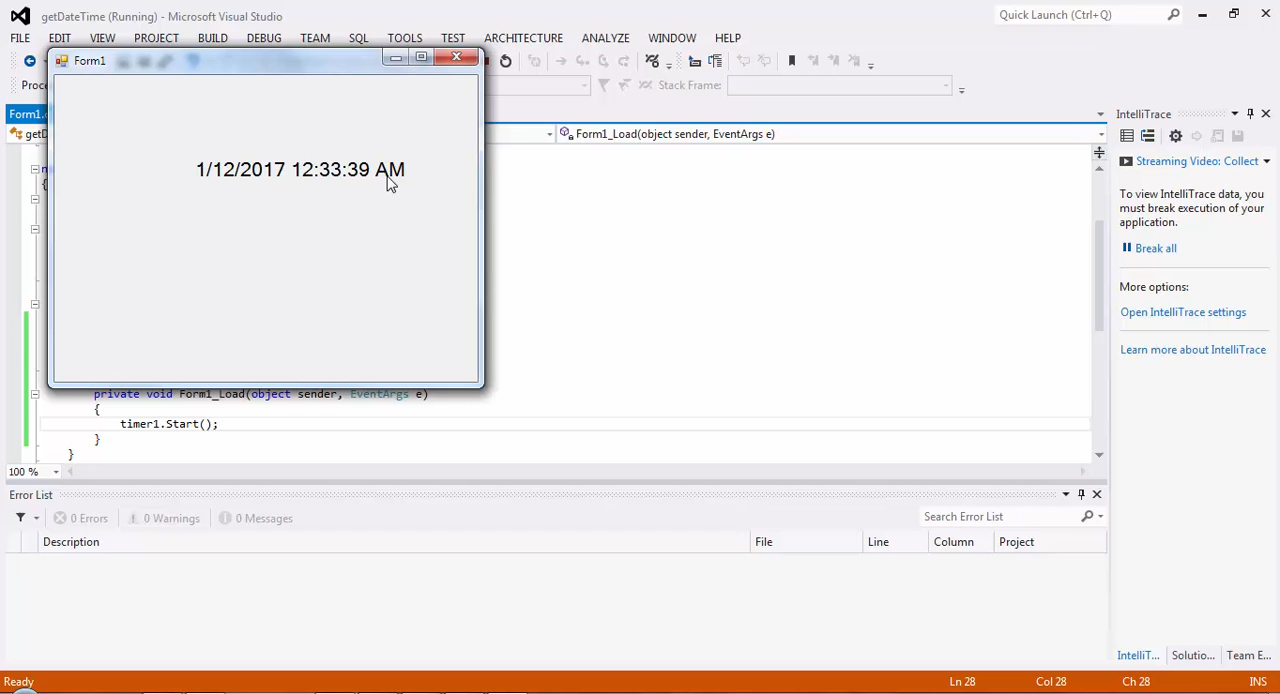 getDateTime (Running) - Microsoft Visual Studio
Quick Launch (Ctrl+Q)
FILE EDIT VIEW PROJECT BUILD DEBUG TEAM SQL TOOLS TEST ARCHITECTURE ANALYZE WINDOW HELP
Form1
Stack Frame:
Form1_Load(object sender, EventArgs e)
1/12/2017 12:33:39 AM
private void Form1_Load(object sender, EventArgs e)
{
timer1.Start();
}
}
100 %
IntelliTrace
Streaming Video: Collect
To view IntelliTrace data, you
must break execution of your
application.
Break all
More options:
Open IntelliTrace settings
Learn more about IntelliTrace
Error List
0 Errors 0 Warnings 0 Messages
Search Error List
Description File Line Column Project
IntelliT... Solutio... Team E...
Ready
Ln 28 Col 28 Ch 28 INS